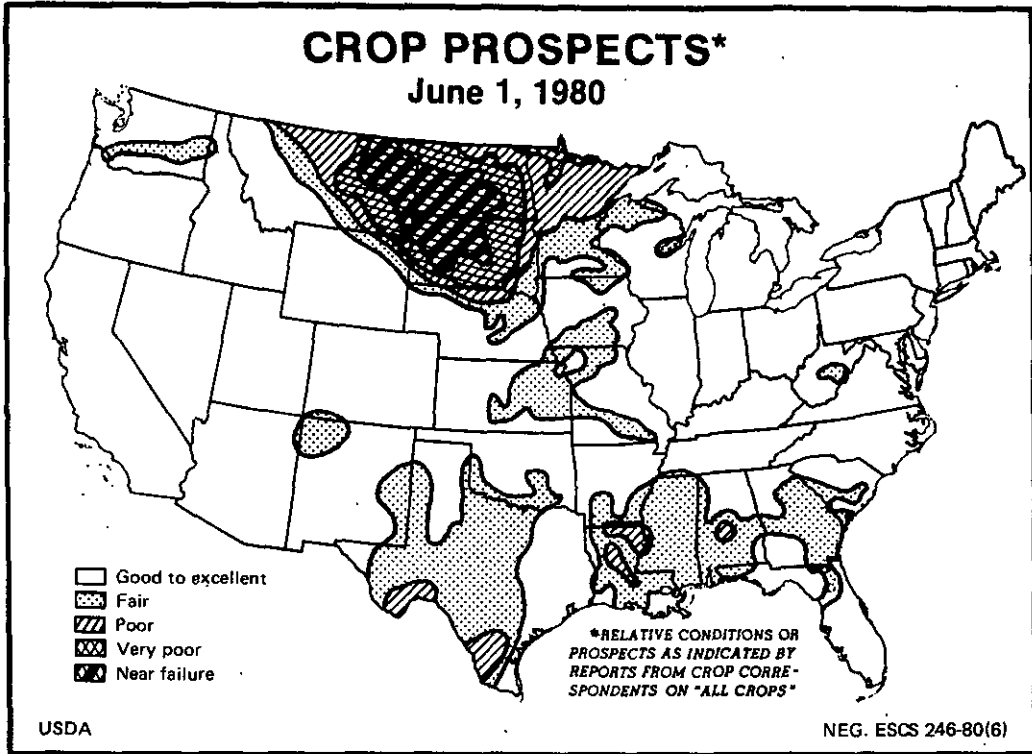 CROP PROSPECTS*
June 1, 1980
Good to excellent
Fair
Poor
Very poor
Near failure
*RELATIVE CONDITIONS OR
PROSPECTS AS INDICATED BY
REPORTS FROM CROP CORRE-
SPONDENTS ON "ALL CROPS"
USDA
NEG. ESCS 246-80(6)